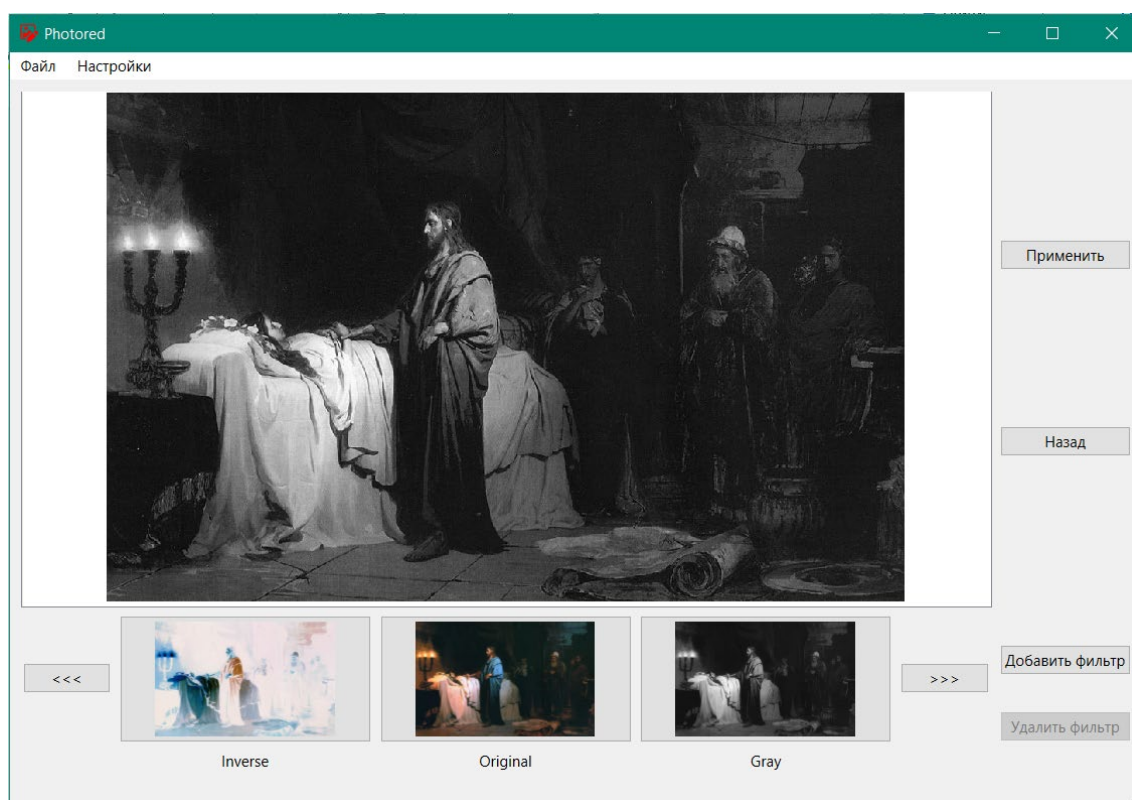 Photored
Файл Настройки
Применить
Назад
Добавить фильтр
<<<
>>>
Удалить фильтр
Inverse Original Gray